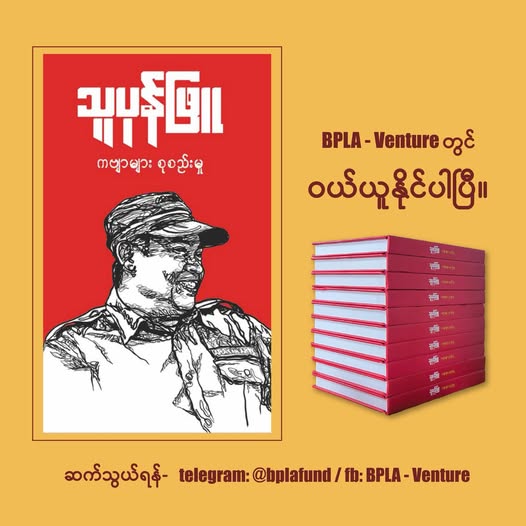 သူပုန်ဖြူ
ကဗျာများ စုစည်းမှု
BPLA - Venture တွင်
ဝယ်ယူနိုင်ပါပြီ။
ဆက်သွယ်ရန်- telegram: @bplafund / fb: BPLA - Venture